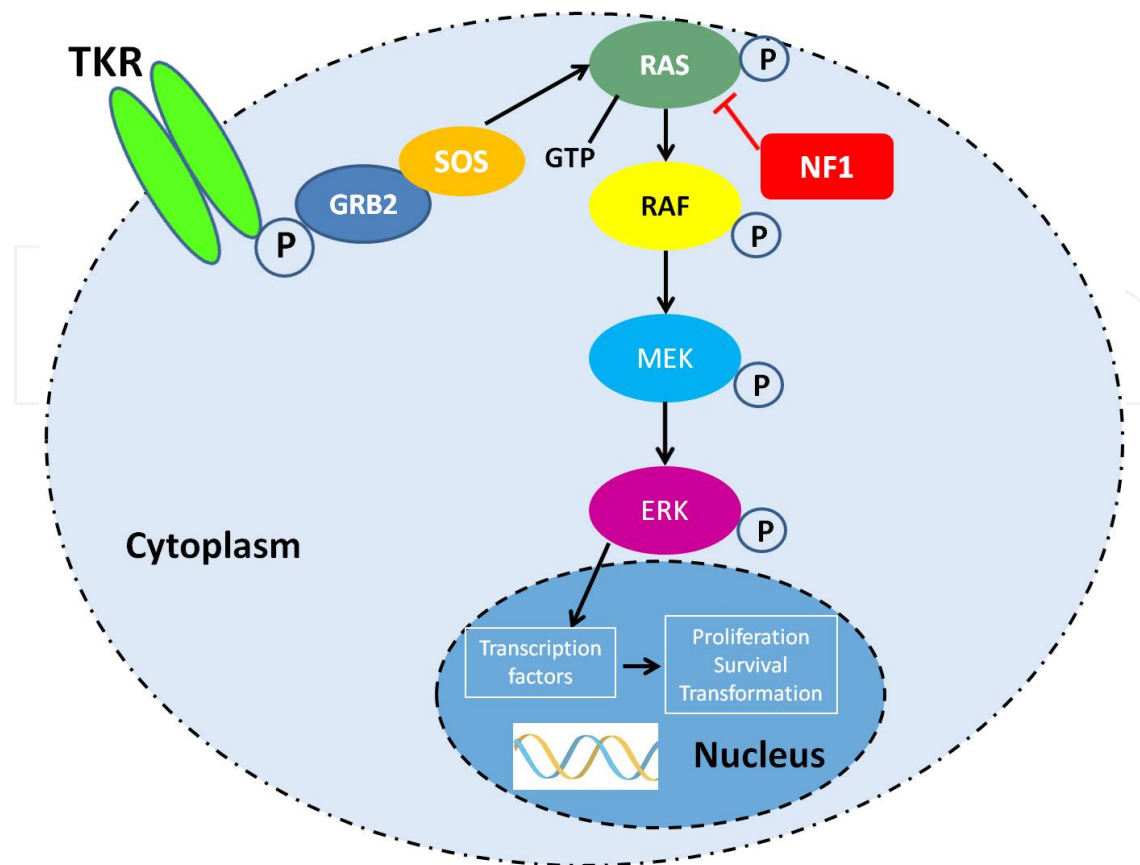 TKR
RAS
P
SOS
GTP
NF1
GRB2
RAF
P
P
MEK
P
ERK
P
Cytoplasm
Transcription
factors
Proliferation
Survival
Transformation
Nucleus